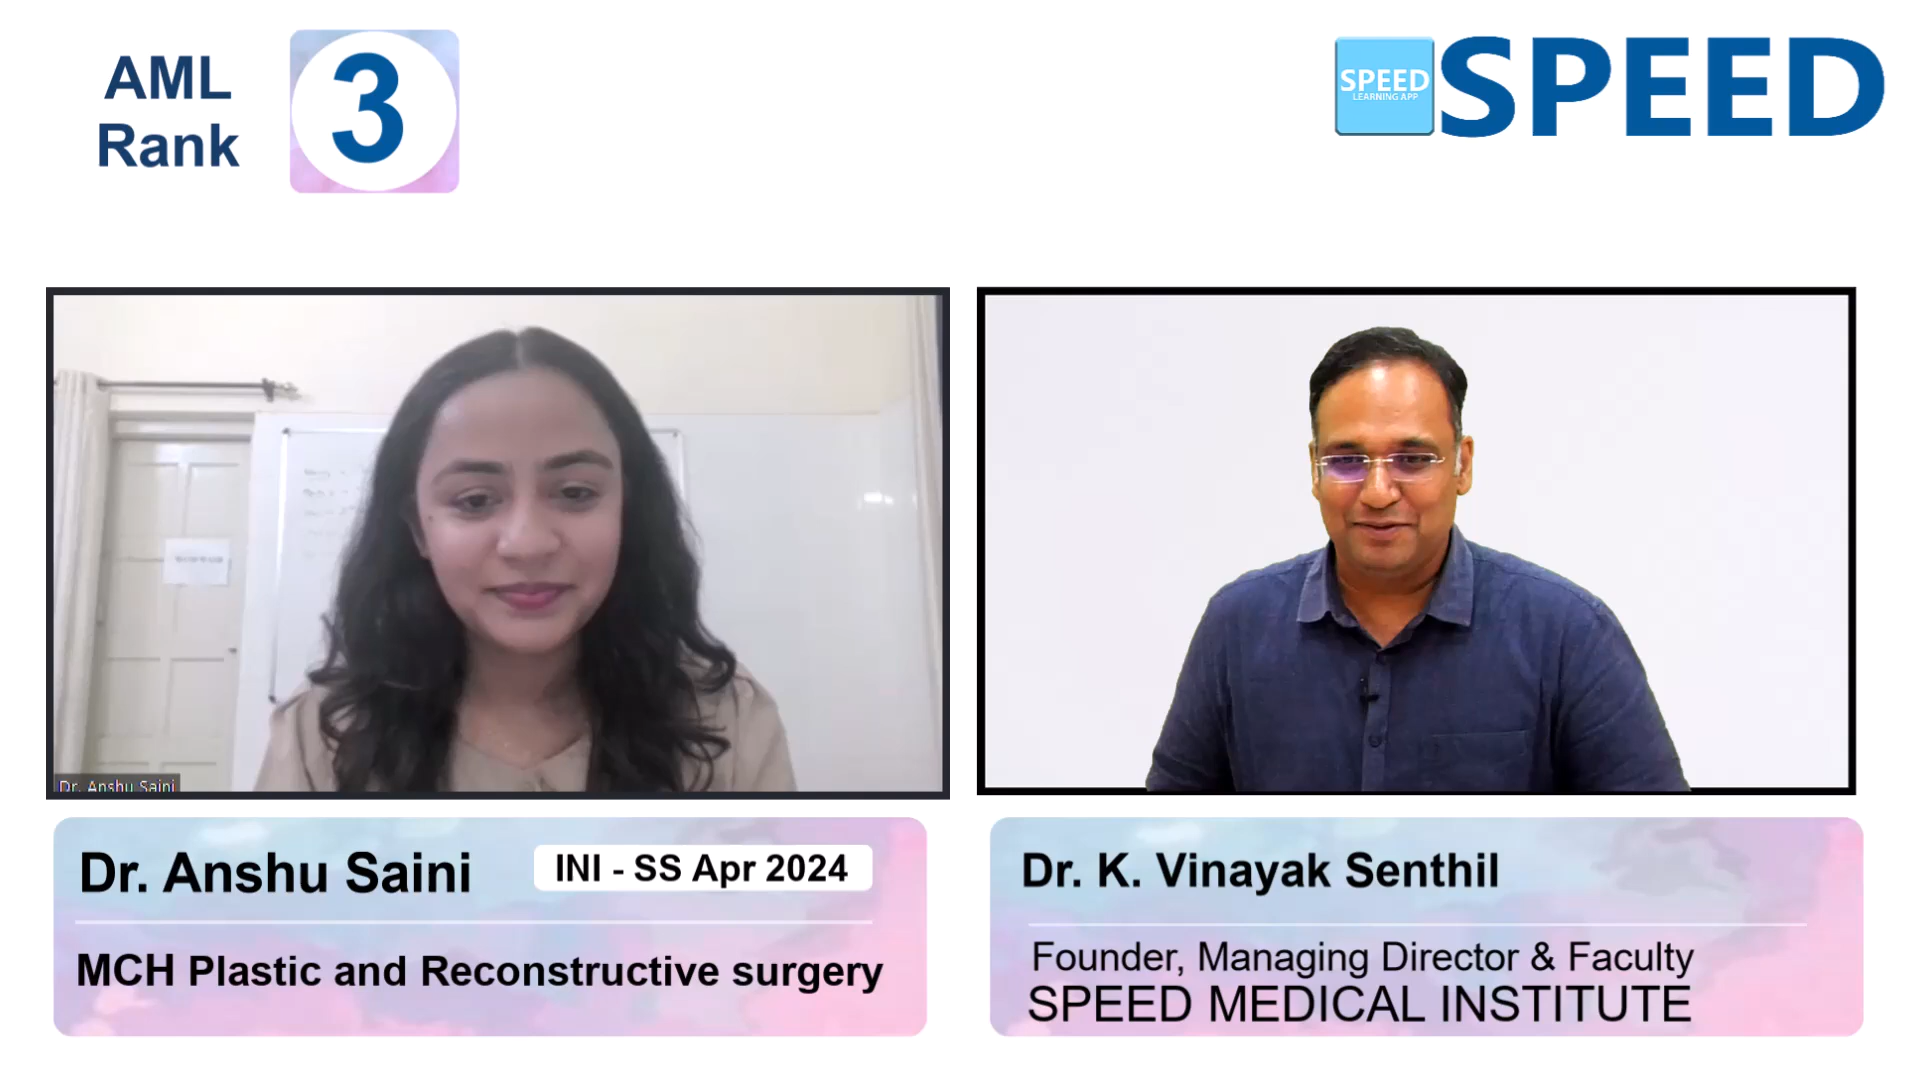 AML
Rank
3
SPEED
LEARNING APP
SPEED
Dr. Anshu Saini
Dr. Anshu Saini
INI - SS Apr 2024
MCH Plastic and Reconstructive surgery
Dr. K. Vinayak Senthil
Founder, Managing Director & Faculty
SPEED MEDICAL INSTITUTE